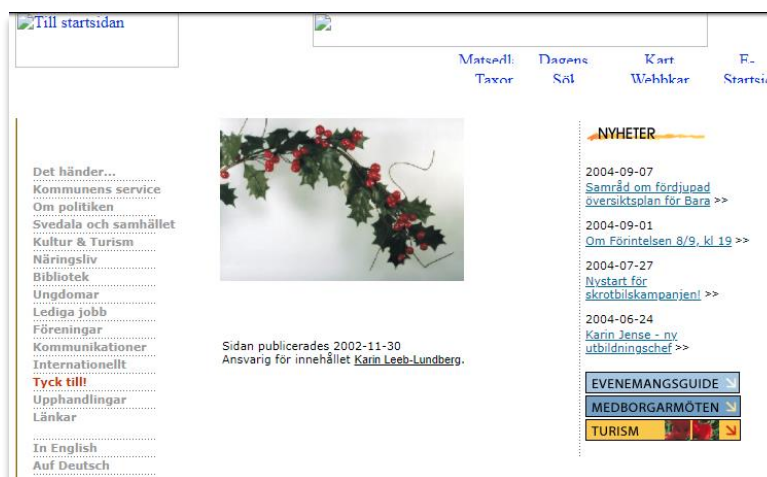 Till startsidan
Matsedl Dagens Kart E-
Taxor Sök Webbkar Startsi
Det händer...
Kommunens service
Om politiken
Svedala och samhället
Kultur & Turism
Näringsliv
Bibliotek
Ungdomar
Lediga jobb
Föreningar
Kommunikationer
Internationellt
Tyck till!
Upphandlingar
Länkar
In English
Auf Deutsch
Sidan publicerades 2002-11-30
Ansvarig för innehållet Karin Leeb-Lundberg.
NYHETER
2004-09-07
Samråd om fördjupad
översiktsplan för Bara >>
2004-09-01
Om Förintelsen 8/9, kl 19 >>
2004-07-27
Nystart för
skrotbilskampanjen! >>
2004-06-24
Karin Jense - ny
utbildningschef >>
EVENEMANGSGUIDE
MEDBORGARMÖTEN
TURISM